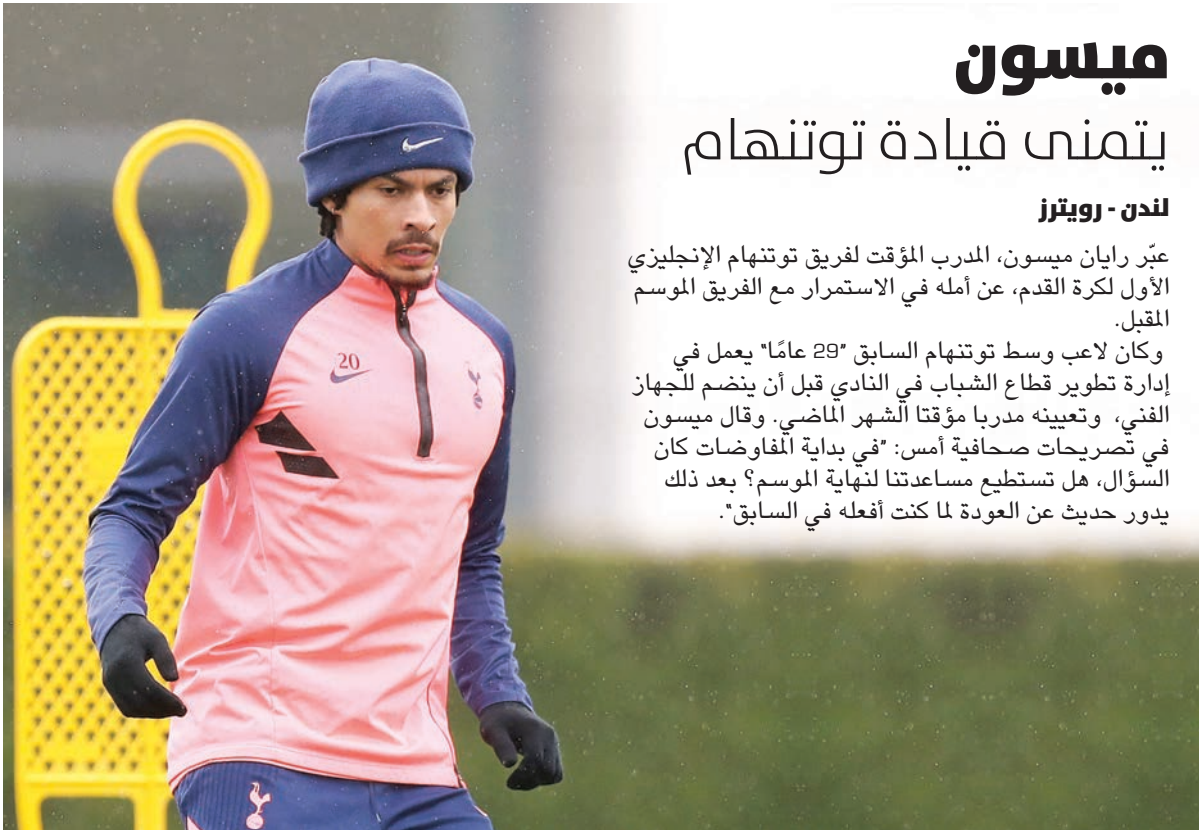 ميسون
يتمنى قيادة توتنهام
لندن - رويترز
عبّر رايان ميسون، المدرب المؤقت لفريق توتنهام الإنجليزي
الأول لكرة القدم، عن أمله في الاستمرار مع الفريق الموسم
المقبل.
وكان لاعب وسط توتنهام السابق "29 عامًا" يعمل في
إدارة تطوير قطاع الشباب في النادي قبل أن ينضم للجهاز
الفني، وتعيينه مدربا مؤقتا الشهر الماضي. وقال ميسون
في تصريحات صحافية أمس: "في بداية المفاوضات كان
السؤال، هل تستطيع مساعدتنا لنهاية الموسم؟ بعد ذلك
يدور حديث عن العودة لما كنت أفعله في السابق".
20